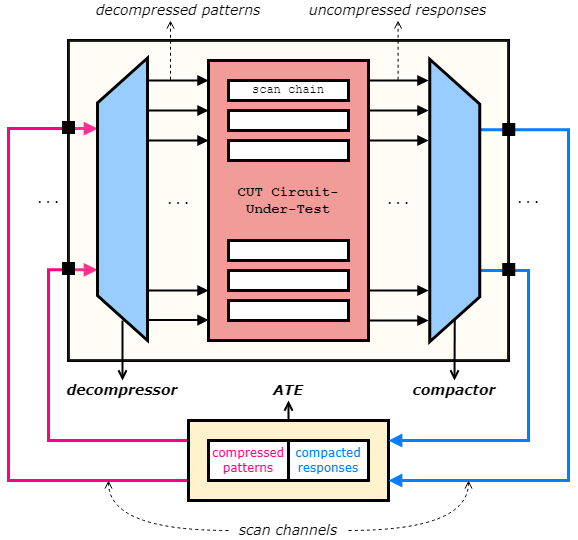 decompressed patterns
uncompressed responses
scan chain
CUT Circuit-
Under-Test
. . .
. . .
. . .
. . .
decompressor
ATE
compactor
compressed
patterns
compacted
responses
scan channels